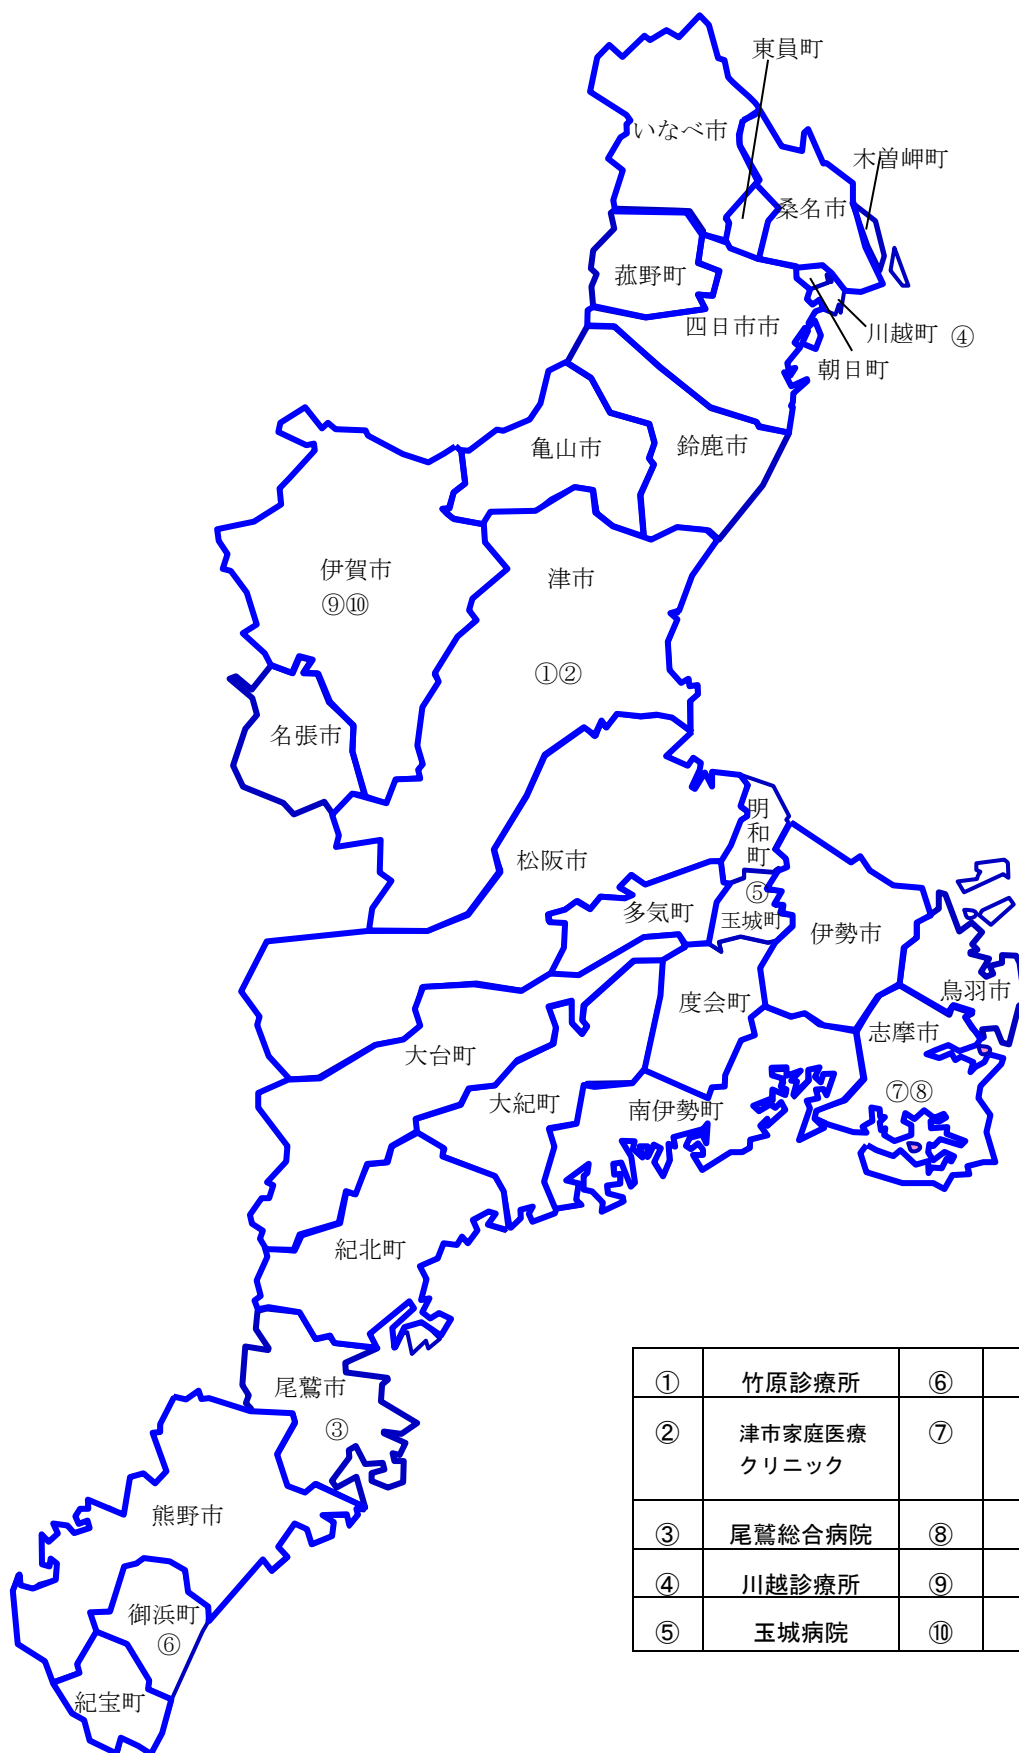 東員町
いなべ市
木曽岬町
桑名市
菰野町
四日市市
川越町 ④
朝日町
亀山市
鈴鹿市
伊賀市
⑨⑩
津市
①②
名張市
明
和
町
松阪市
⑤
多気町
玉城町
伊勢市
鳥羽市
度会町
志摩市
大台町
⑦⑧
大紀町
南伊勢町
紀北町
尾鷲市
③
熊野市
御浜町
⑥
紀宝町
① 竹原診療所 ⑥
② 津市家庭医療 ⑦
クリニック
③ 尾鷲総合病院 ⑧
④ 川越診療所 ⑨
⑤ 玉城病院 ⑩